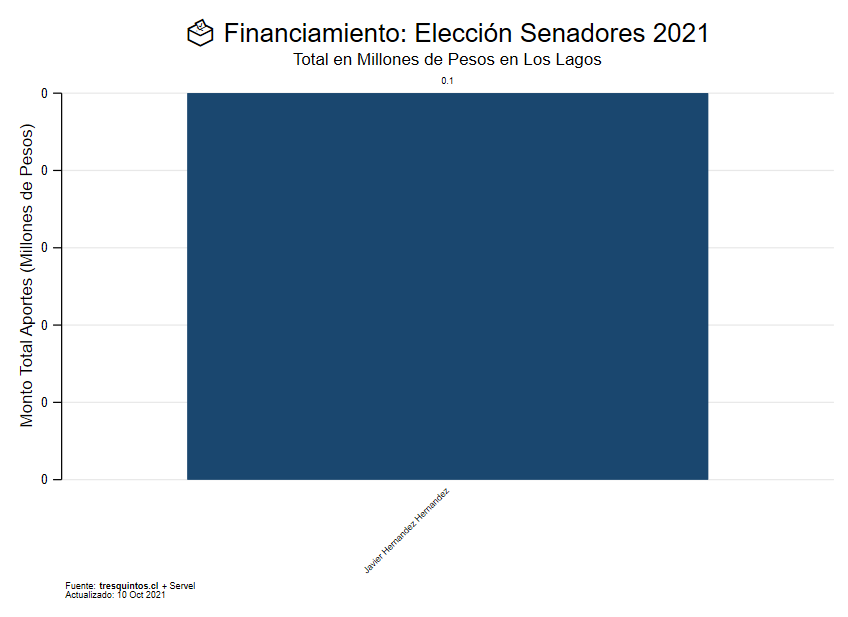 Financiamiento: Elección Senadores 2021
Total en Millones de Pesos en Los Lagos
0.1
Monto Total Aportes (Millones de Pesos)
0
0
0
0
0
0
Javier Hernandez Hernandez
Fuente: tresquintos.cl + Servel
Actualizado: 10 Oct 2021